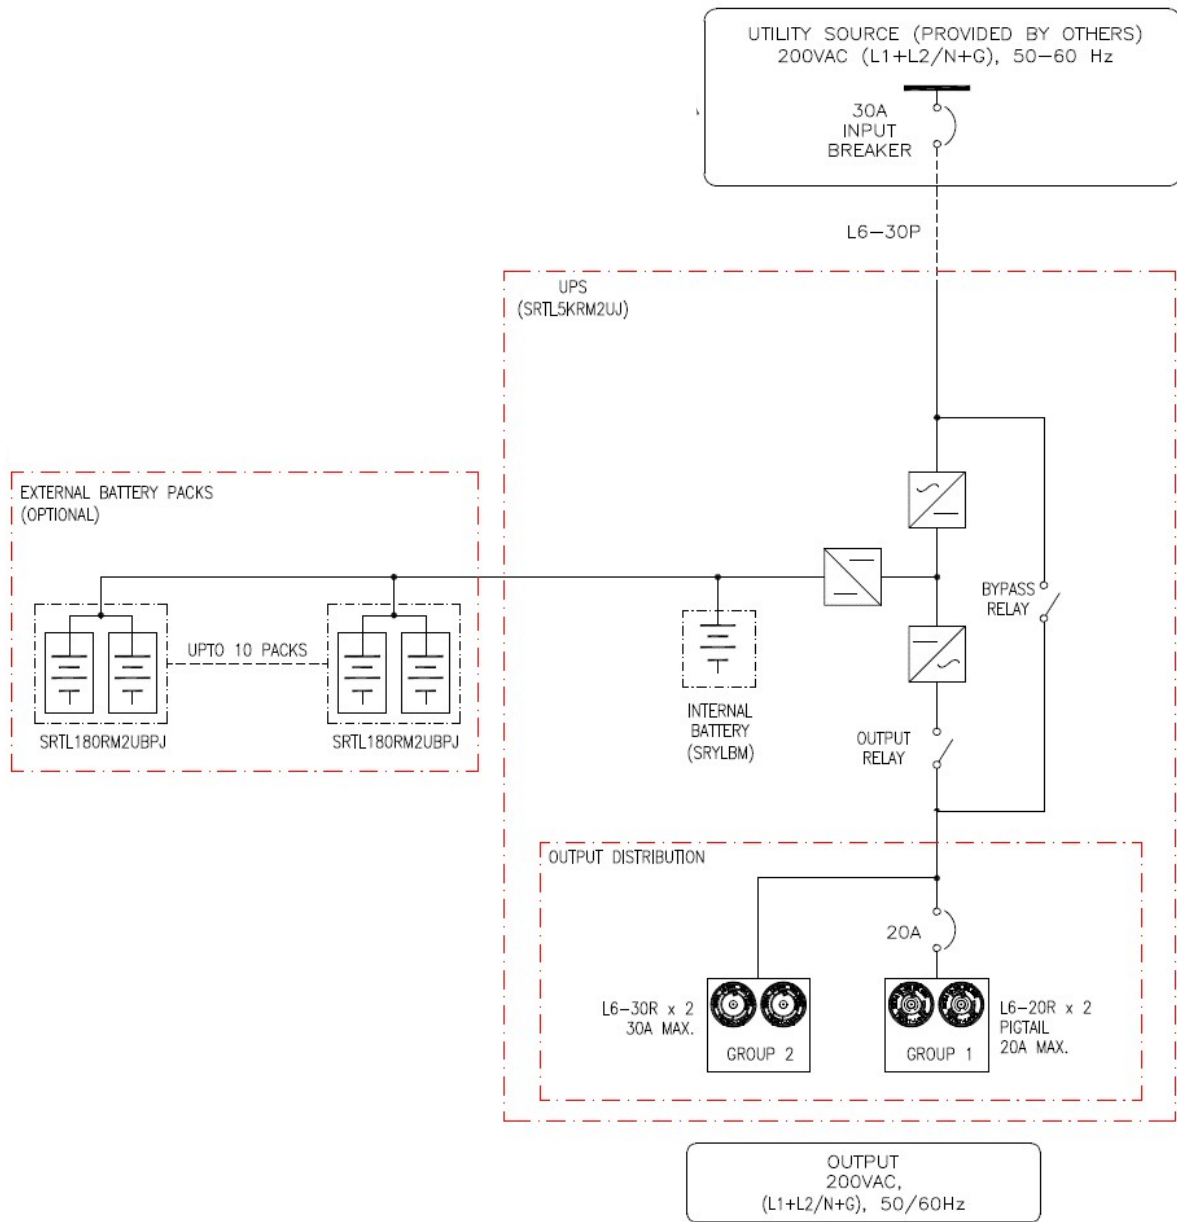 UTILITY SOURCE (PROVIDED BY OTHERS)
200VAC (L1+L2/N+G), 50-60 Hz
30A
INPUT
BREAKER
L6-30P
UPS
(SRTL5KRM2UJ)
EXTERNAL BATTERY PACKS
(OPTIONAL)
UPTO 10 PACKS
SRTL180RM2UBPJ
SRTL180RM2UBPJ
INTERNAL
BATTERY
(SRYLBM)
BYPASS
RELAY
OUTPUT
RELAY
OUTPUT DISTRIBUTION
20A
L6-30R x 2
30A MAX.
GROUP 2
GROUP 1
L6-20R x 2
PIGTAIL
20A MAX.
OUTPUT
200VAC,
(L1+L2/N+G), 50/60Hz